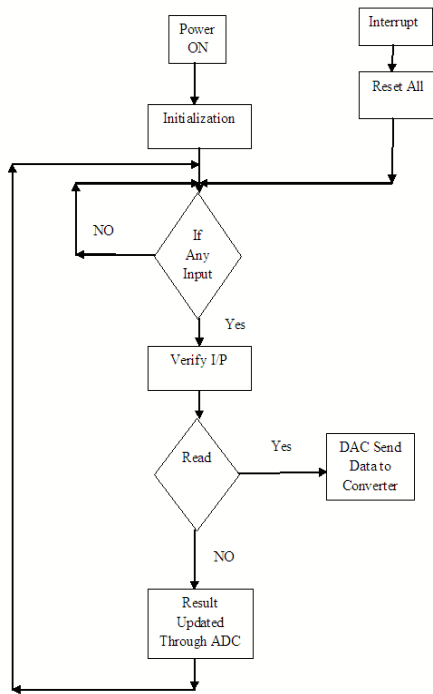 Power
ON
Interrupt
Reset All
Initialization
If
Any
Input
NO
Yes
Verify I/P
Read
Yes
DAC Send
Data to
Converter
NO
Result
Updated
Through ADC